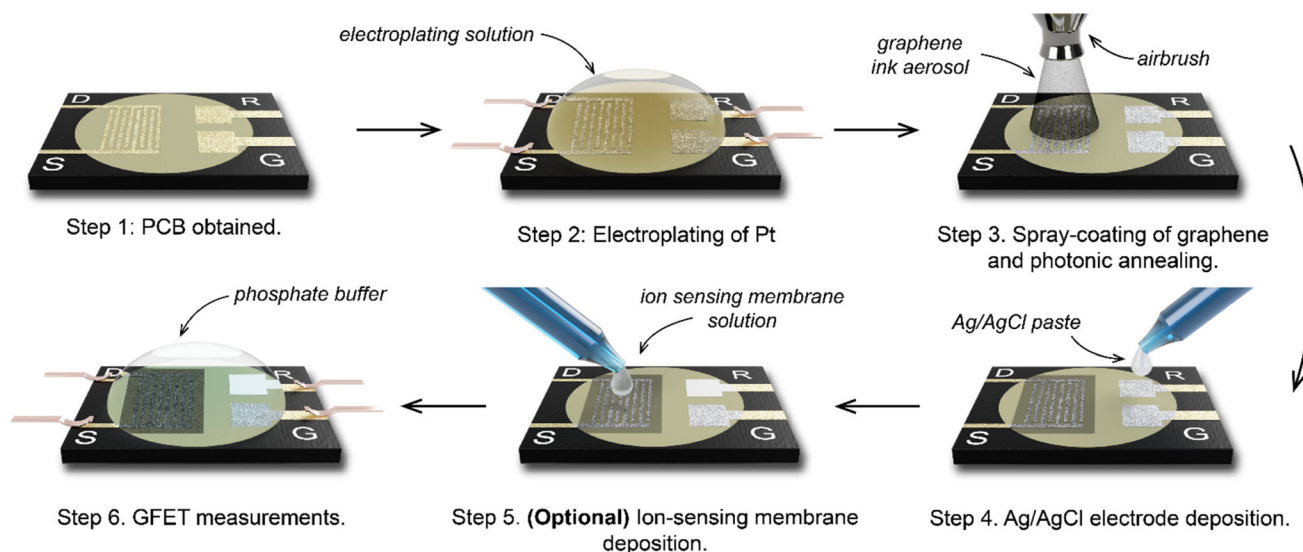 electroplating solution
graphene
ink aerosol
airbrush
D
R
S
G
D
R
S
G
D
R
S
G
Step 1: PCB obtained.
Step 2: Electroplating of Pt
Step 3. Spray-coating of graphene
and photonic annealing.
phosphate buffer
ion sensing membrane
solution
Ag/AgCl paste
D
R
S
G
D
R
S
G
D
R
S
G
Step 6. GFET measurements.
Step 5. (Optional) Ion-sensing membrane
deposition.
Step 4. Ag/AgCl electrode deposition.